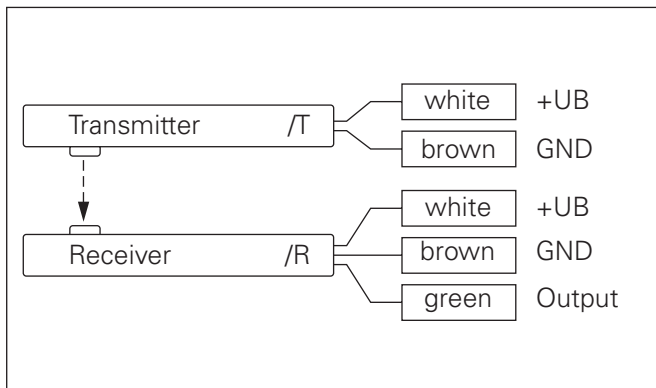 white +UB
Transmitter /T
brown GND
white +UB
Receiver /R brown GND
green Output